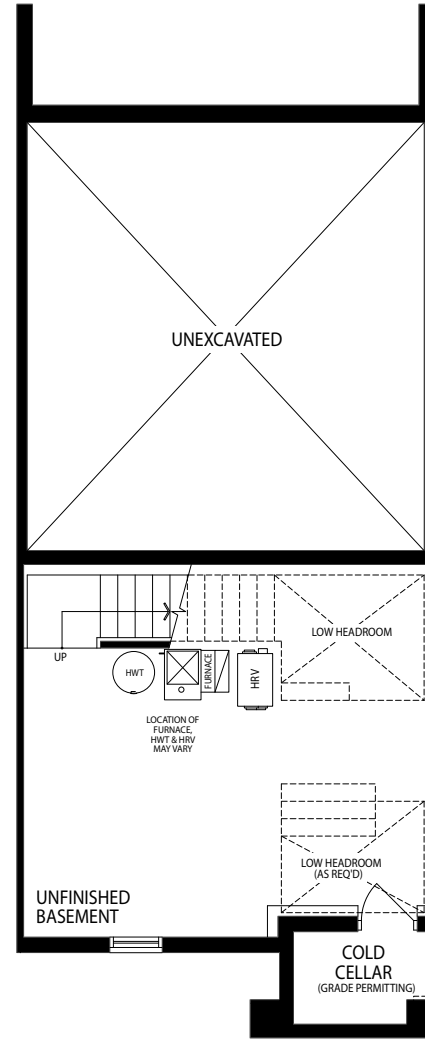 UNEXCAVATED
LOW HEADROOM
UP
HWT
FURNACE
HRV
LOCATION OF
FURNACE,
HWT & HRV
MAY VARY
LOW HEADROOM
(AS REQ'D)
UNFINISHED
BASEMENT
COLD
CELLAR
(GRADE PERMITTING)